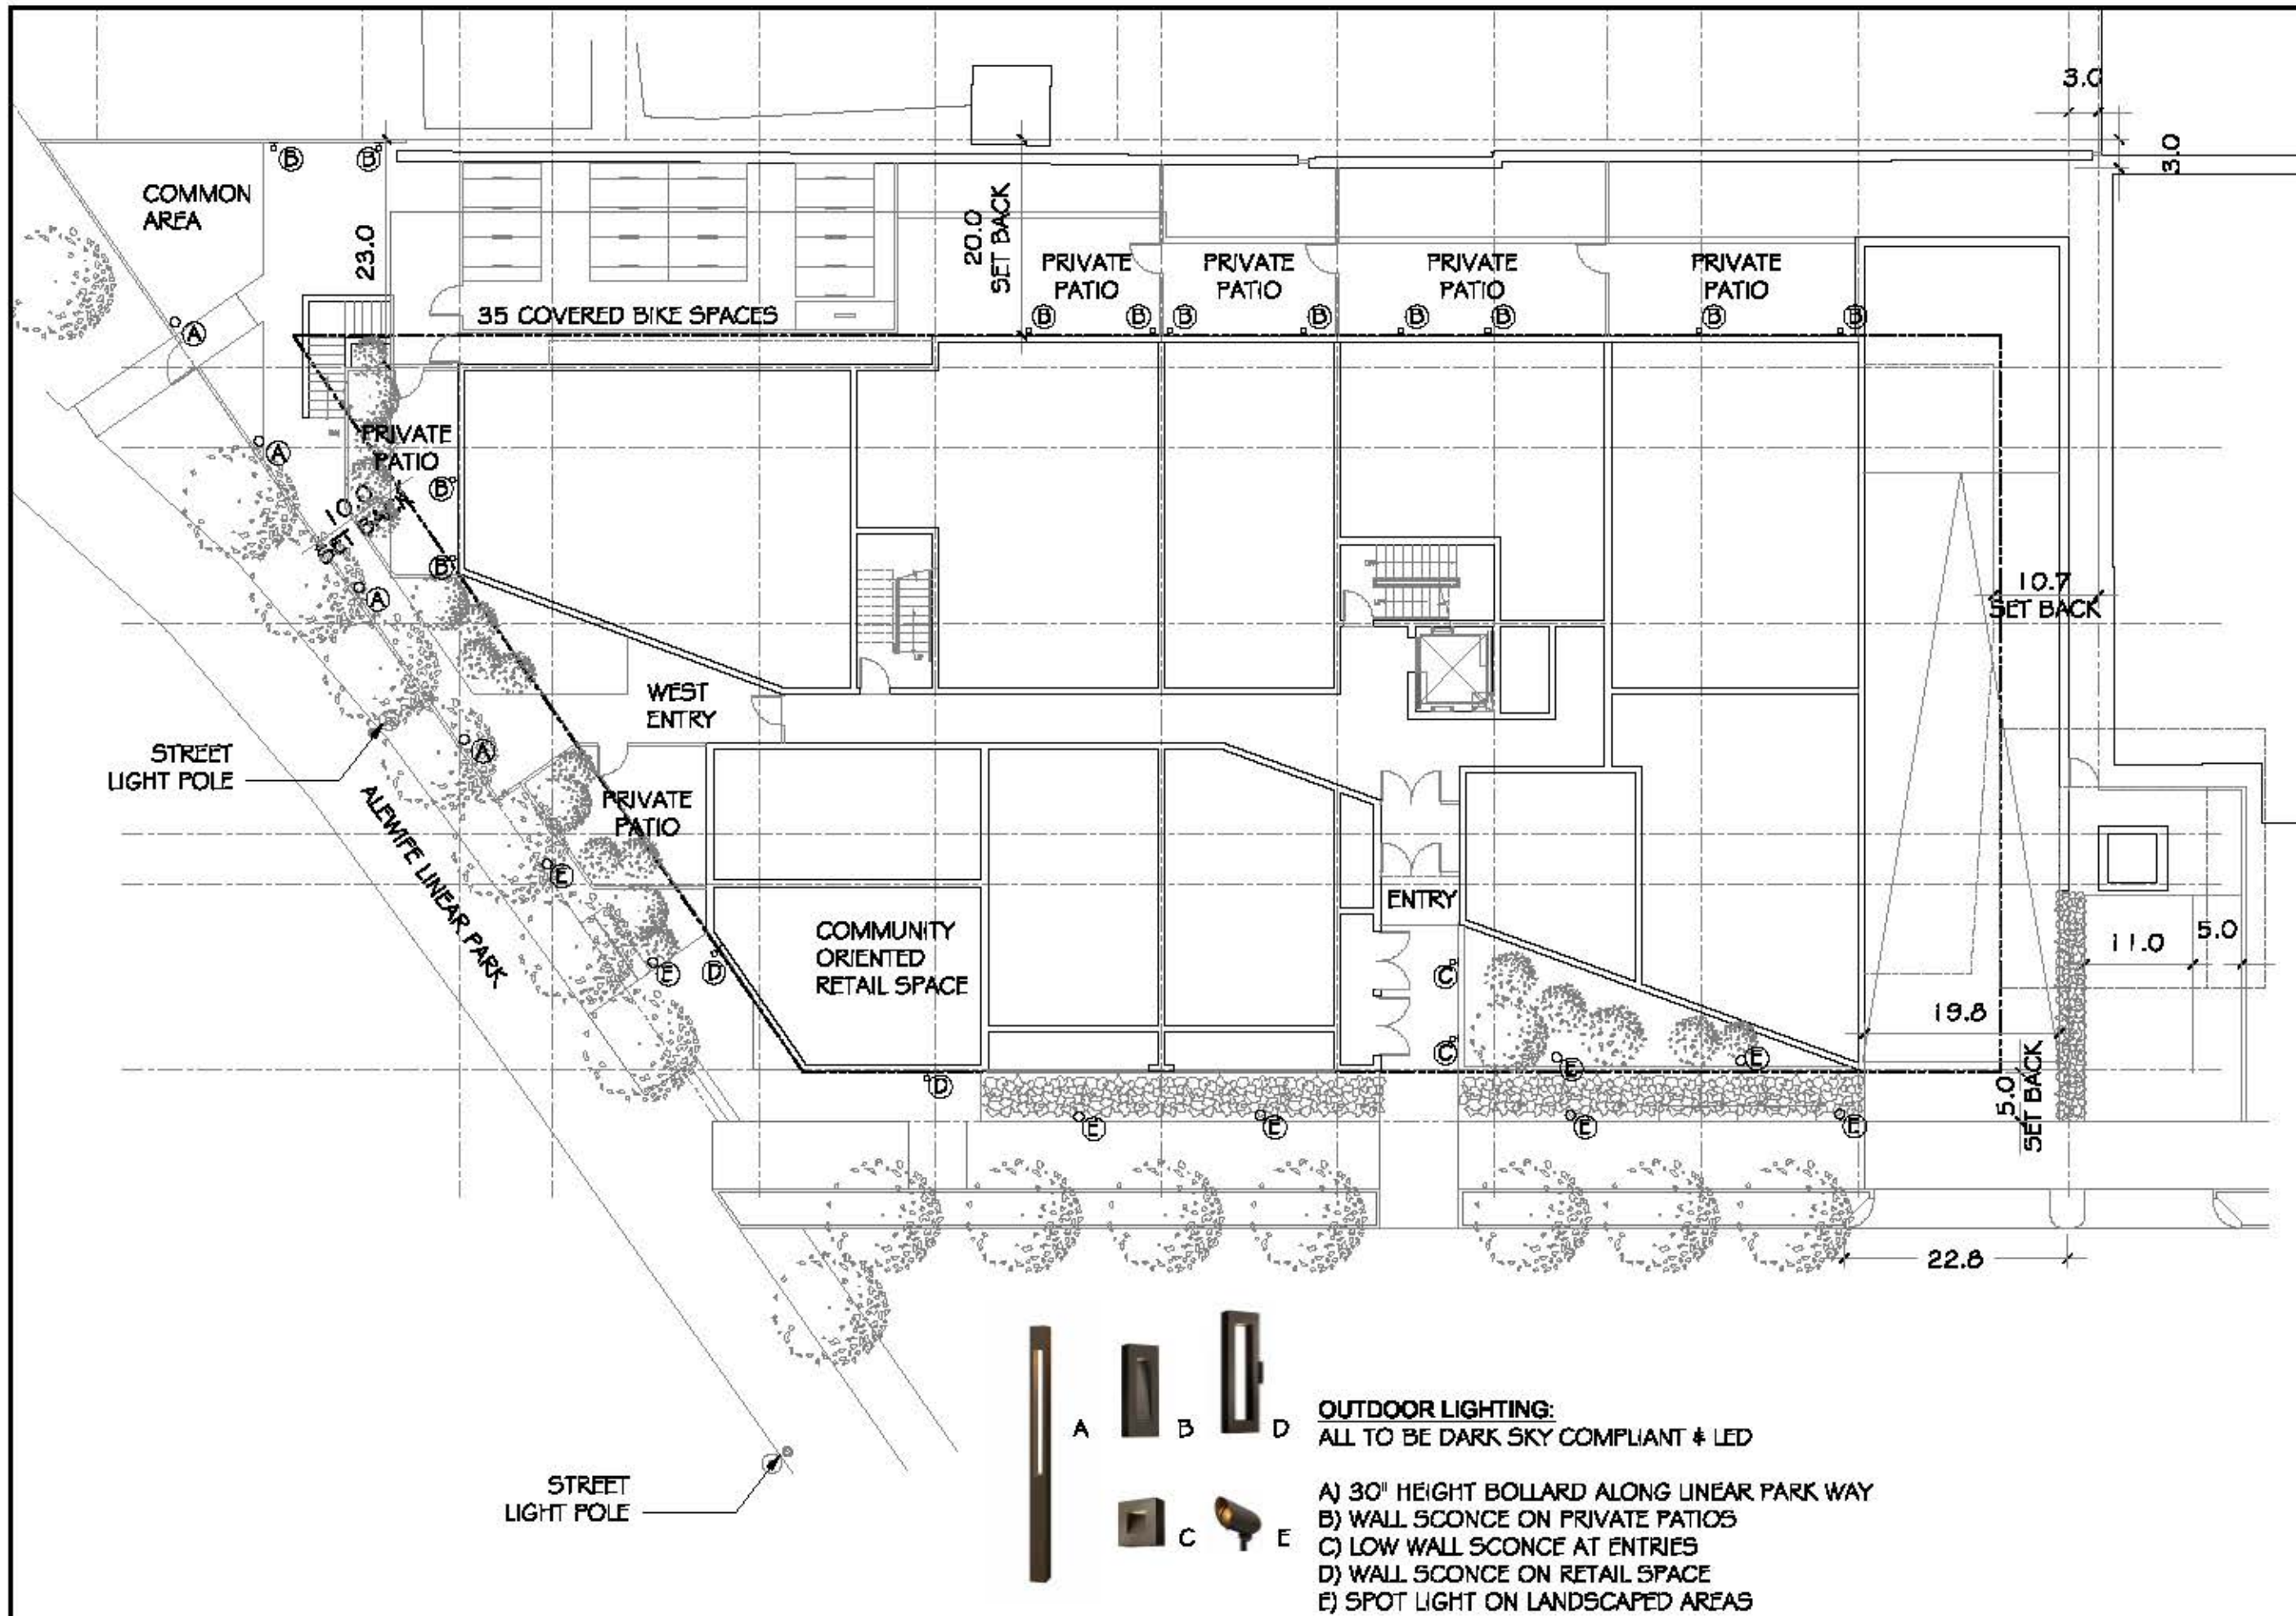 3.0
3.0
B
B
COMMON
AREA
23.0
20.0
SET BACK
PRIVATE
PATIO
PRIVATE
PATIO
PRIVATE
PATIO
PRIVATE
PATIO
35 COVERED BIKE SPACES
B
B
B
B
B
B
B
B
A
A
PRIVATE
PATIO
B
10.0
SET BACK
B
A
10.7
SET BACK
WEST
ENTRY
STREET
LIGHT POLE
A
ALEWIFE LINEAR PARK
PRIVATE
PATIO
E
ENTRY
COMMUNITY
ORIENTED
RETAIL SPACE
E
D
C
11.0
5.0
19.8
C
E
E
D
5.0
SET BACK
E
E
E
E
22.8
A
B
D
C
E
OUTDOOR LIGHTING:
ALL TO BE DARK SKY COMPLIANT & LED
A) 30" HEIGHT BOLLARD ALONG LINEAR PARK WAY
B) WALL SCONCE ON PRIVATE PATIOS
C) LOW WALL SCONCE AT ENTRIES
D) WALL SCONCE ON RETAIL SPACE
E) SPOT LIGHT ON LANDSCAPED AREAS
STREET
LIGHT POLE